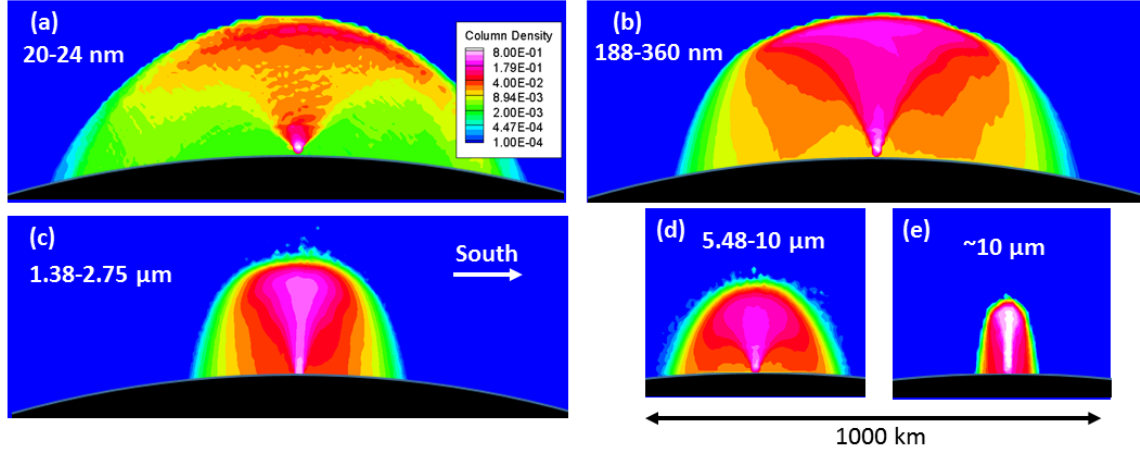 (a)
20-24 nm
Column Density
8.00E-01
1.79E-01
4.00E-02
8.94E-03
2.00E-03
4.47E-04
1.00E-04
(b)
188-360 nm
(c)
1.38-2.75 μm
South
(d)
5.48-10 μm
(e)
~10 μm
1000 km